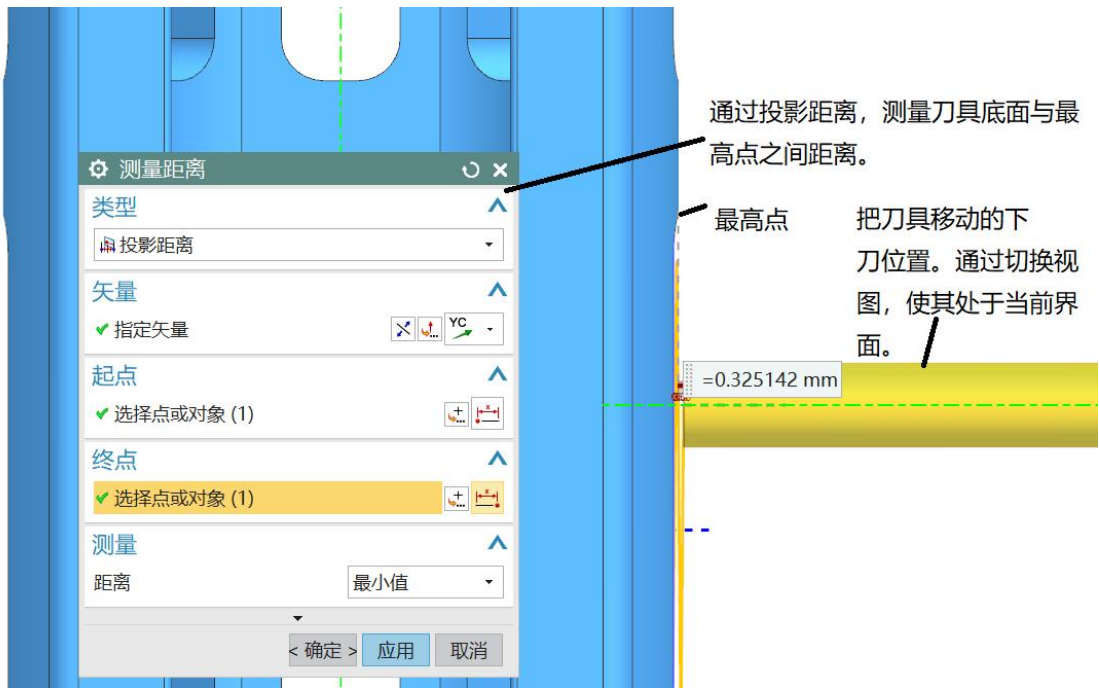 测量距离
类型
投影距离
矢量
指定矢量
YC
起点
选择点或对象 (1)
终点
选择点或对象 (1)
测量
距离
最小值
< 确定 >
应用
取消
通过投影距离，测量刀具底面与最
高点之间距离。
最高点
把刀具移动的下
刀位置。通过切换视
图，使其处于当前界
面。
=0.325142 mm